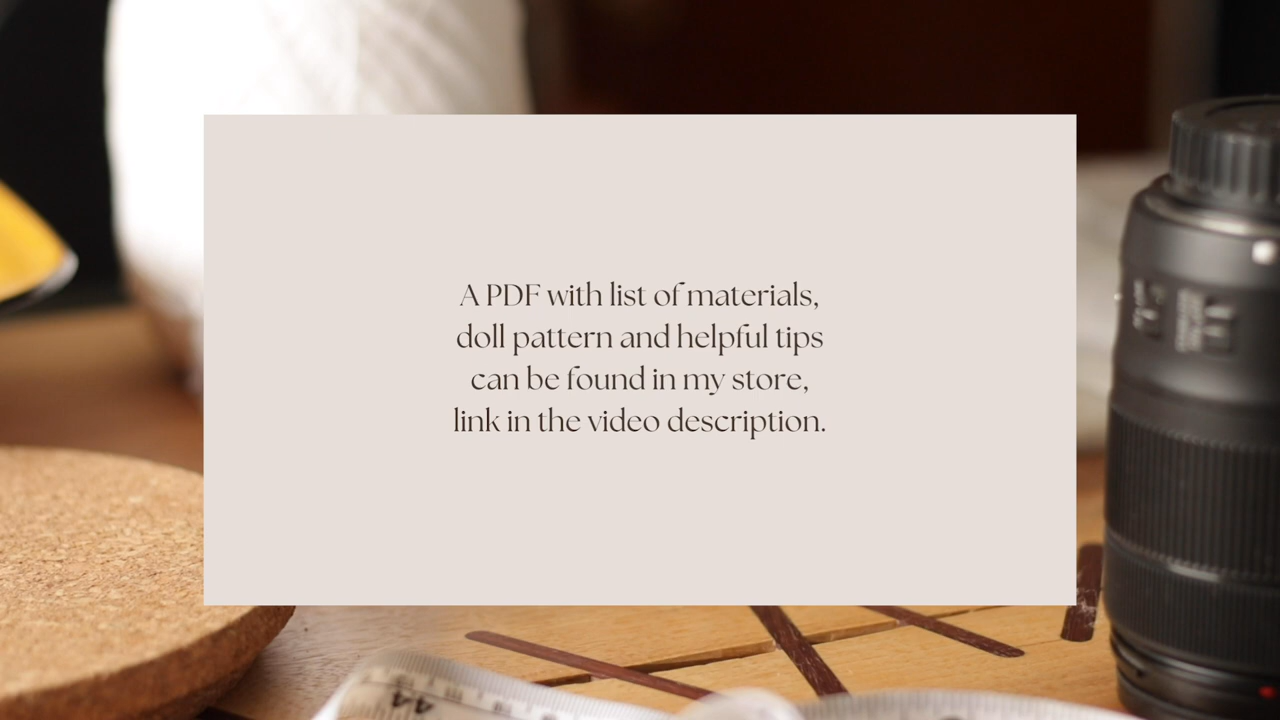 A PDF with list of materials,
doll pattern and helpful tips
can be found in my store,
link in the video description.
44